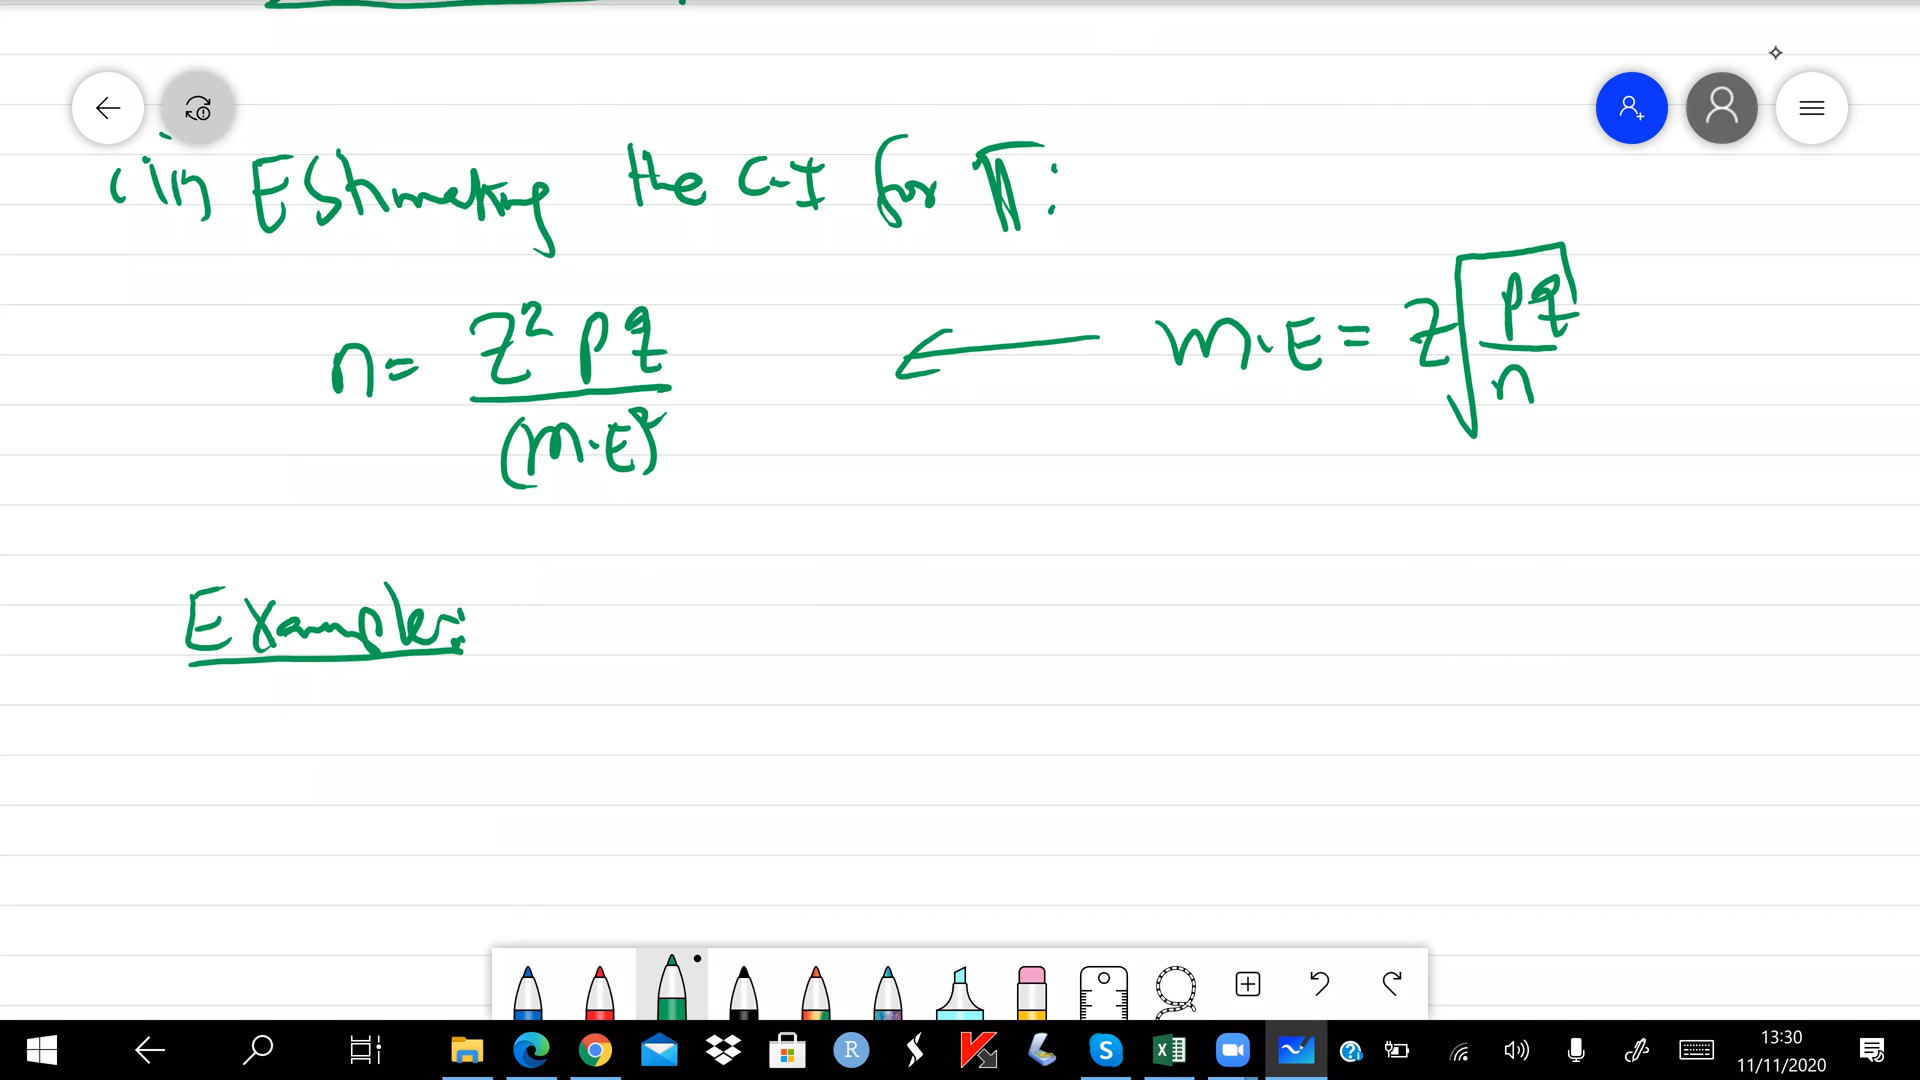 (ii) Estimating the C-I for π:
n = Z² p q / (M.E)² ← M.E = Z √(pq / n)
Example:
R
13:30
11/11/2020